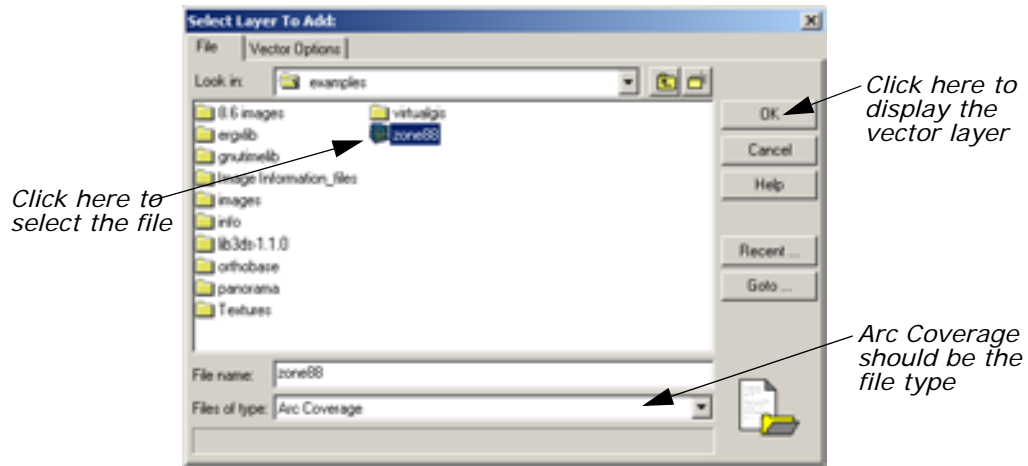 Select Layer To Add:
File
Vector Options
Look in:
examples
8.6 images
ergilib
gnutimelib
Image Information_files
images
info
lib3ds-1.1.0
orthobase
panorama
Textures
virtualgis
zone88
OK
Cancel
Help
Recent ...
Goto ...
File name:
zone88
Files of type:
Arc Coverage
Click here to
select the file
Click here to
display the
vector layer
Arc Coverage
should be the
file type